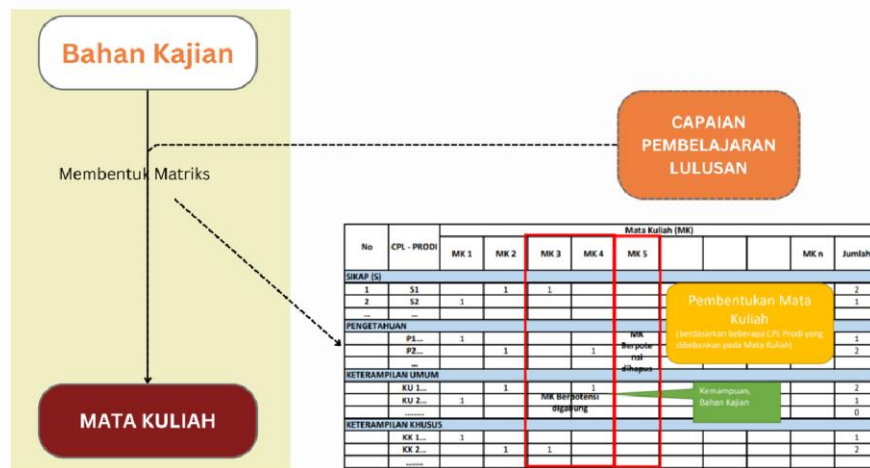 Bahan Kajian
CAPAIAN
PEMBELAJARAN
LULUSAN
Membentuk Matriks
MATA KULIAH
No CPL - PRODI Mata Kuliah (MK)
MK 1 MK 2 MK 3 MK 4 MK 5 MK n Jumlah
SIKAP (S)
1 S1 1 1 2
2 S2 1 1
... ...
PENGETAHUAN
P1... 1 1
P2... 1 1 2
...
KETERAMPILAN UMUM
KU 1... 1 1 2
KU 2... 1 1
........ 0
KETERAMPILAN KHUSUS
KK 1... 1 1
KK 2... 1 1 2
.......
MK
Berpote
nsi
dihapus
MK Berpotensi
digabung
Pembentukan Mata
Kuliah
(berdasarkan beberapa CPL Prodi yang
dibebankan pada Mata Kuliah)
Kemampuan,
Bahan Kajian